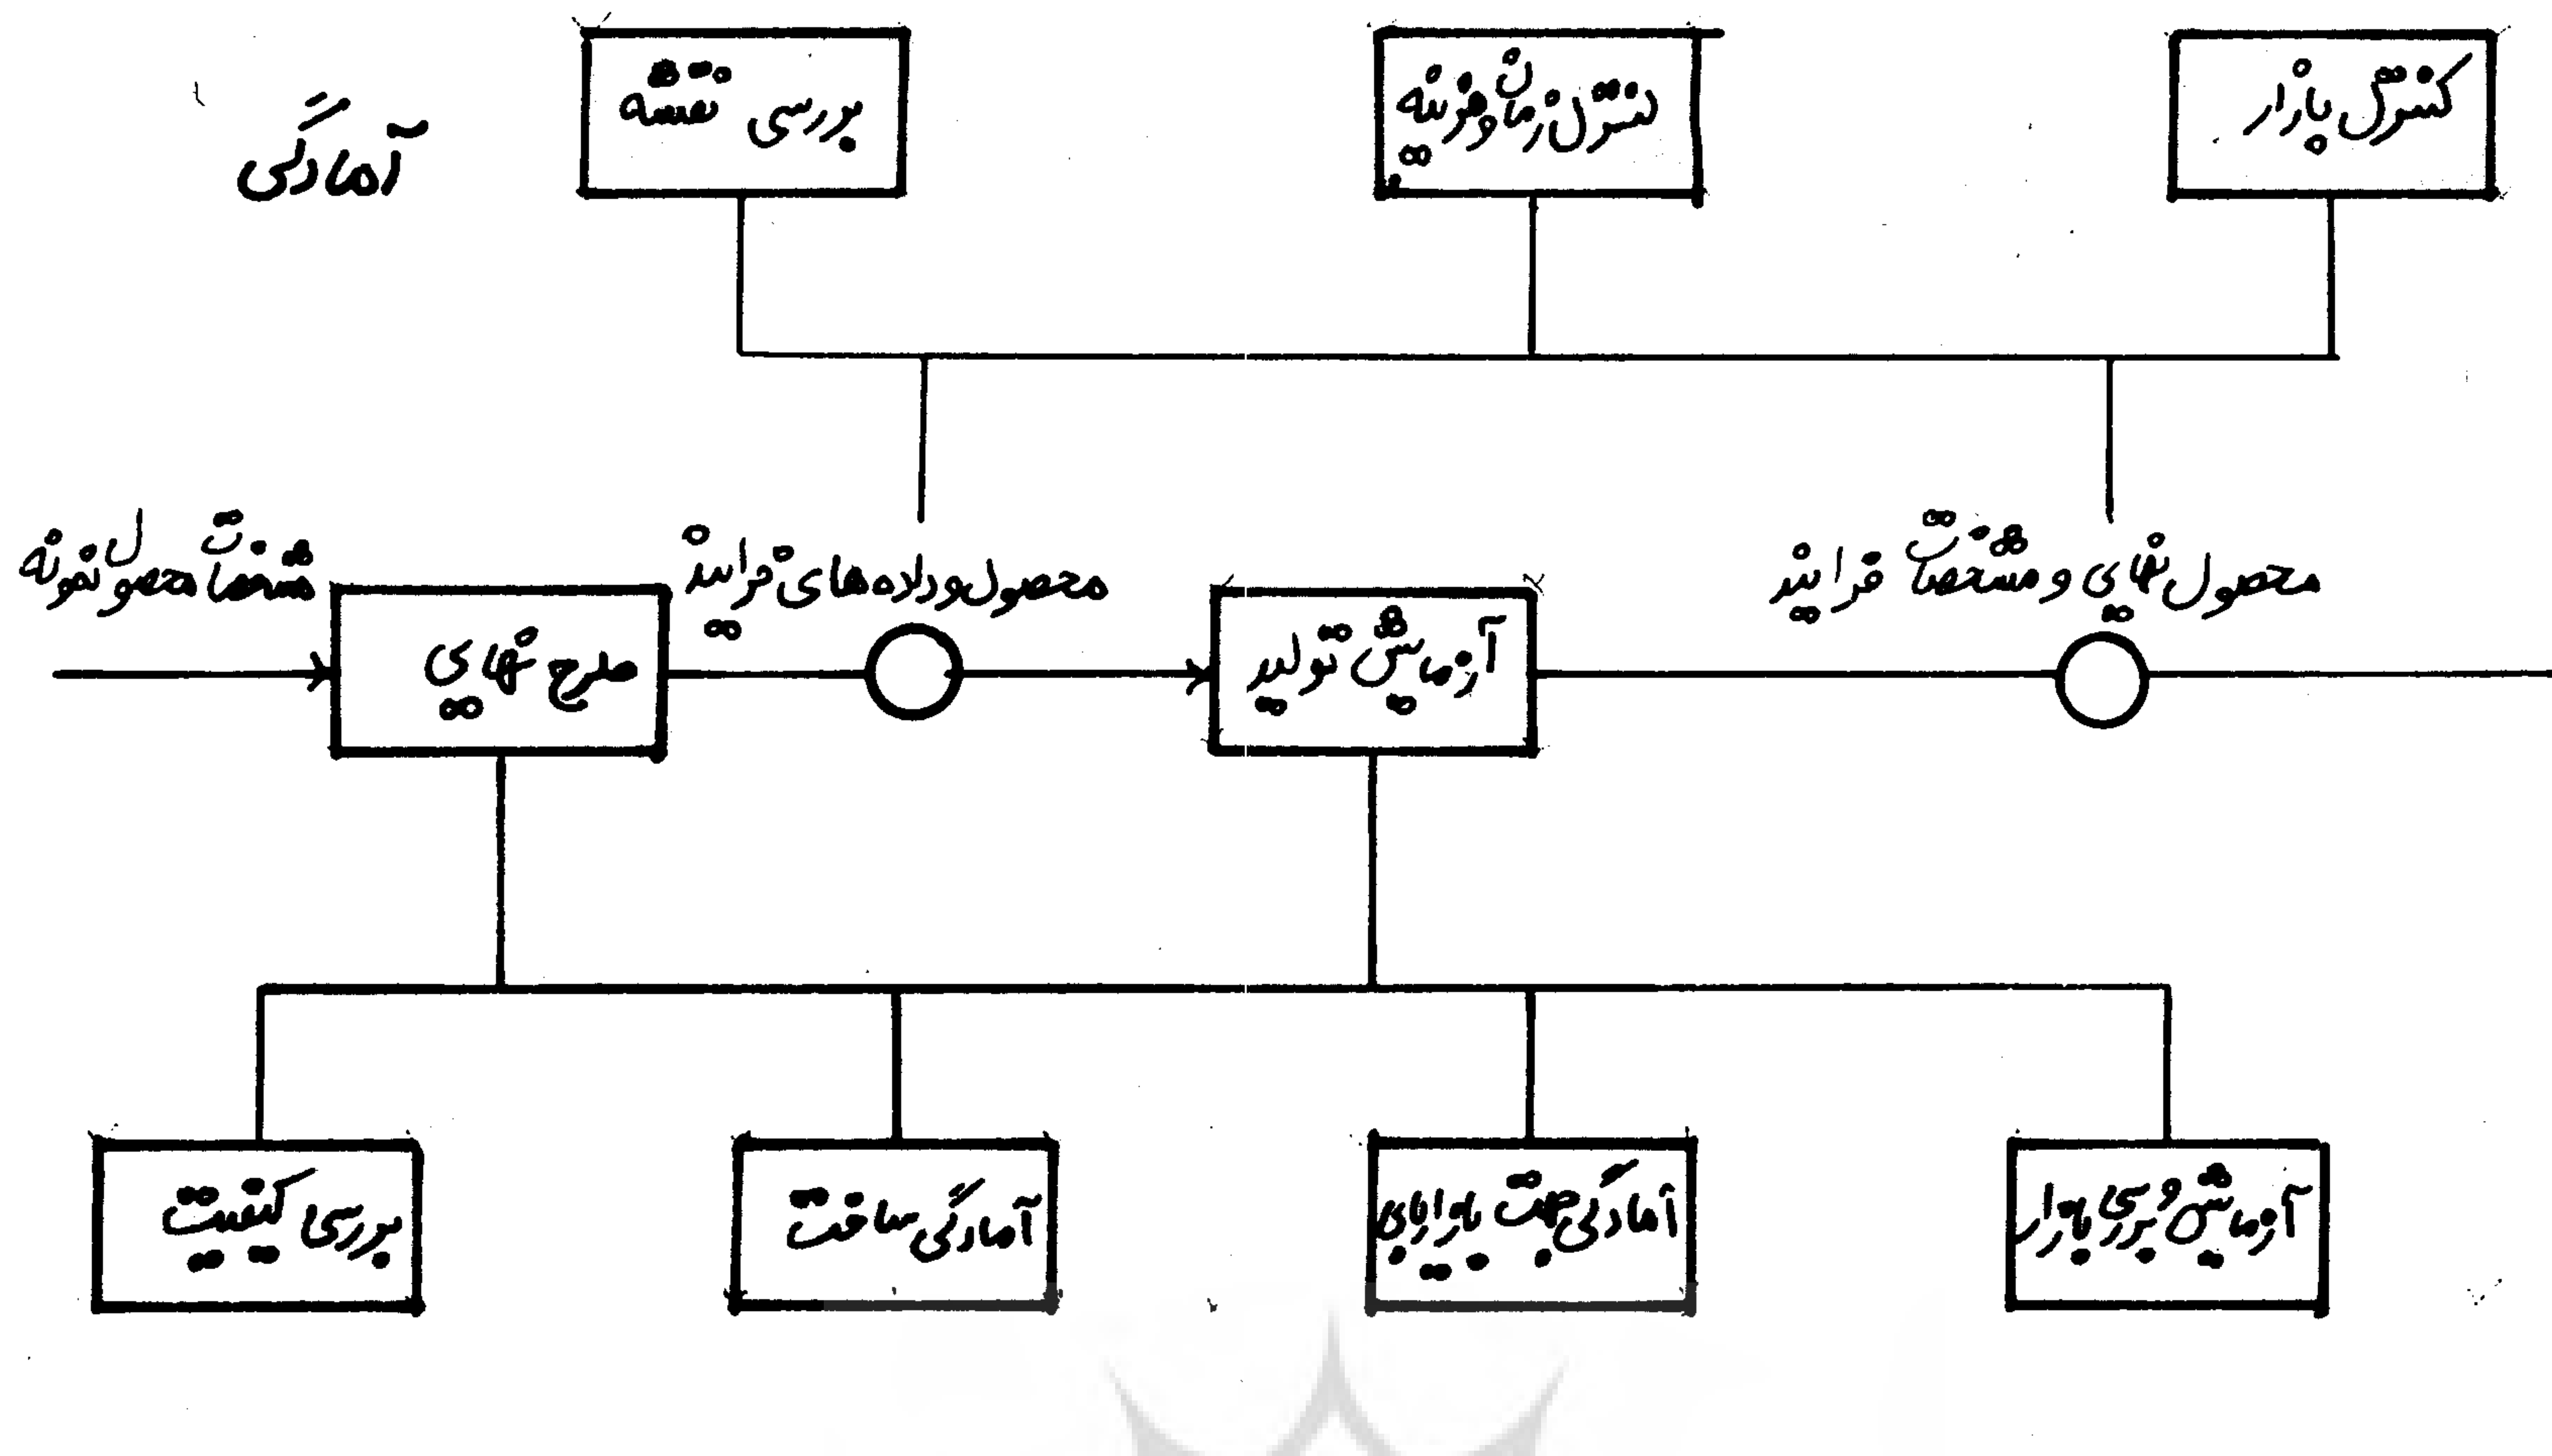 آمادگی
بررسی نقشه
کنترل زمان و هزینه
کنترل بازار
مشخصات محصول نمونه
محصول و داده های فرایند
محصول نهایی و مشخصات فرایند
طرح نهایی
آزمایش تولید
بررسی کیفیت
آمادگی ساخت
آمادگی جهت بازاریابی
آزمایش و بررسی بازار